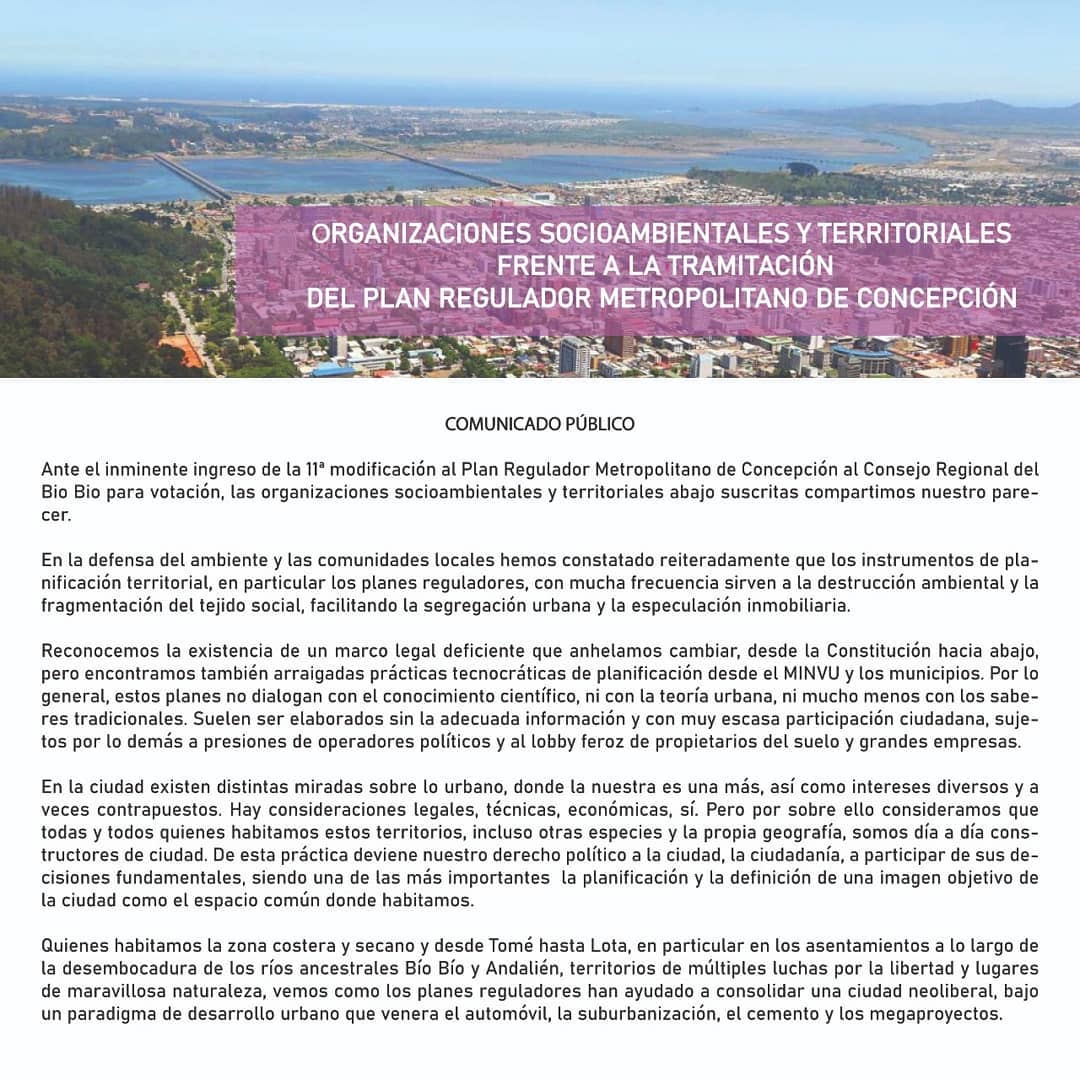 ORGANIZACIONES SOCIOAMBIENTALES Y TERRITORIALES
FRENTE A LA TRAMITACIÓN
DEL PLAN REGULADOR METROPOLITANO DE CONCEPCIÓN
COMUNICADO PÚBLICO
Ante el inminente ingreso de la 11ª modificación al Plan Regulador Metropolitano de Concepción al Consejo Regional del
Bio Bio para votación, las organizaciones socioambientales y territoriales abajo suscritas compartimos nuestro pare-
cer.
En la defensa del ambiente y las comunidades locales hemos constatado reiteradamente que los instrumentos de pla-
nificación territorial, en particular los planes reguladores, con mucha frecuencia sirven a la destrucción ambiental y la
fragmentación del tejido social, facilitando la segregación urbana y la especulación inmobiliaria.
Reconocemos la existencia de un marco legal deficiente que anhelamos cambiar, desde la Constitución hacia abajo,
pero encontramos también arraigadas prácticas tecnocráticas de planificación desde el MINVU y los municipios. Por lo
general, estos planes no dialogan con el conocimiento científico, ni con la teoría urbana, ni mucho menos con los sabe-
res tradicionales. Suelen ser elaborados sin la adecuada información y con muy escasa participación ciudadana, suje-
tos por lo demás a presiones de operadores políticos y al lobby feroz de propietarios del suelo y grandes empresas.
En la ciudad existen distintas miradas sobre lo urbano, donde la nuestra es una más, así como intereses diversos y a
veces contrapuestos. Hay consideraciones legales, técnicas, económicas, sí. Pero por sobre ello consideramos que
todas y todos quienes habitamos estos territorios, incluso otras especies y la propia geografía, somos día a día cons-
tructores de ciudad. De esta práctica deviene nuestro derecho político a la ciudad, la ciudadanía, a participar de sus de-
cisiones fundamentales, siendo una de las más importantes  la planificación y la definición de una imagen objetivo de
la ciudad como el espacio común donde habitamos.
Quienes habitamos la zona costera y secano y desde Tomé hasta Lota, en particular en los asentamientos a lo largo de
la desembocadura de los ríos ancestrales Bío Bío y Andalién, territorios de múltiples luchas por la libertad y lugares
de maravillosa naturaleza, vemos como los planes reguladores han ayudado a consolidar una ciudad neoliberal, bajo
un paradigma de desarrollo urbano que venera el automóvil, la suburbanización, el cemento y los megaproyectos.